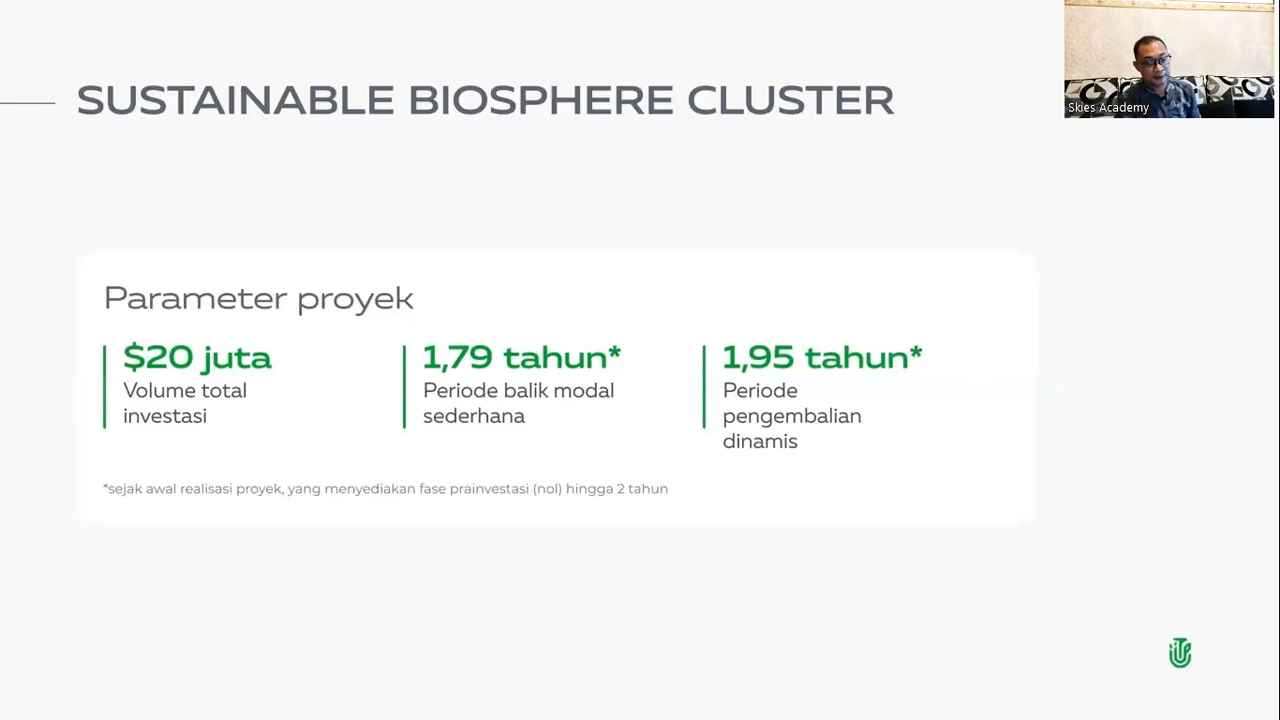 SUSTAINABLE BIOSPHERE CLUSTER
Skies Academy
Parameter proyek
$20 juta
Volume total
investasi
1,79 tahun*
Periode balik modal
sederhana
1,95 tahun*
Periode
pengembalian
dinamis
*sejak awal realisasi proyek, yang menyediakan fase prainvestasi (nol) hingga 2 tahun